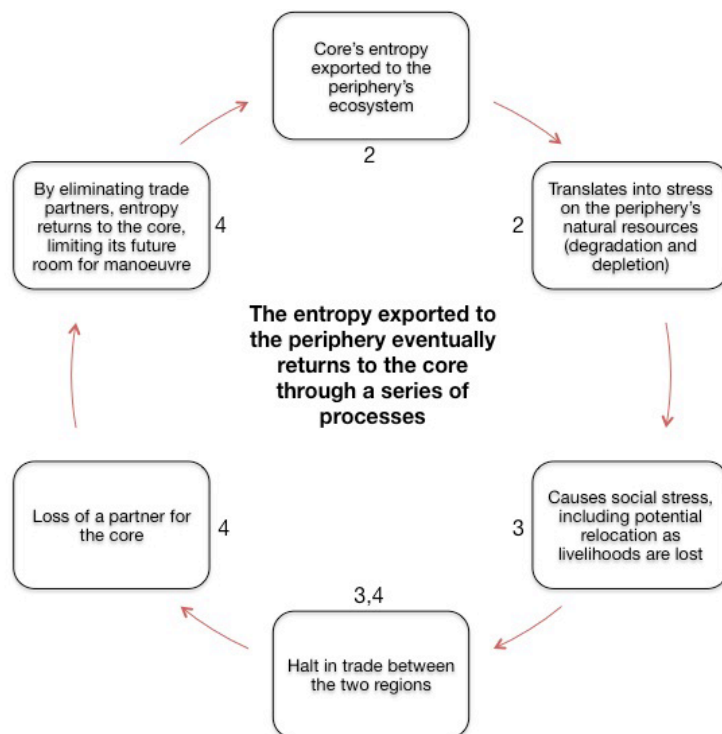 Core's entropy
exported to the
periphery's
ecosystem
2
Translates into stress
on the periphery's
natural resources
(degradation and
depletion)
2
Causes social stress,
including potential
relocation as
livelihoods are lost
3
3,4
Halt in trade between
the two regions
Loss of a partner for
the core
4
By eliminating trade
partners, entropy
returns to the core,
limiting its future
room for manoeuvre
4
The entropy exported to
the periphery eventually
returns to the core
through a series of
processes